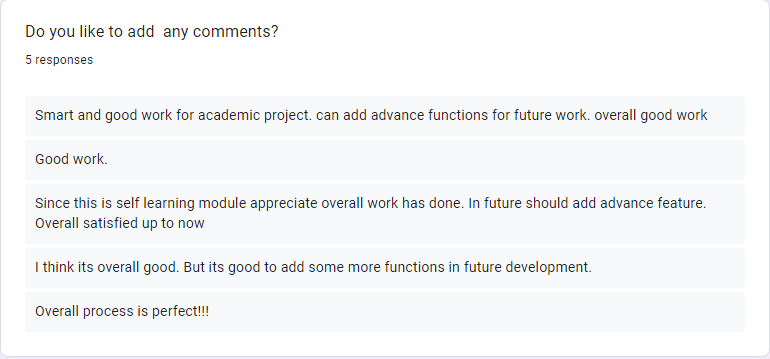 Do you like to add  any comments?
5 responses
Smart and good work for academic project. can add advance functions for future work. overall good work
Good work.
Since this is self learning module appreciate overall work has done. In future should add advance feature.
Overall satisfied up to now
I think its overall good. But its good to add some more functions in future development.
Overall process is perfect!!!